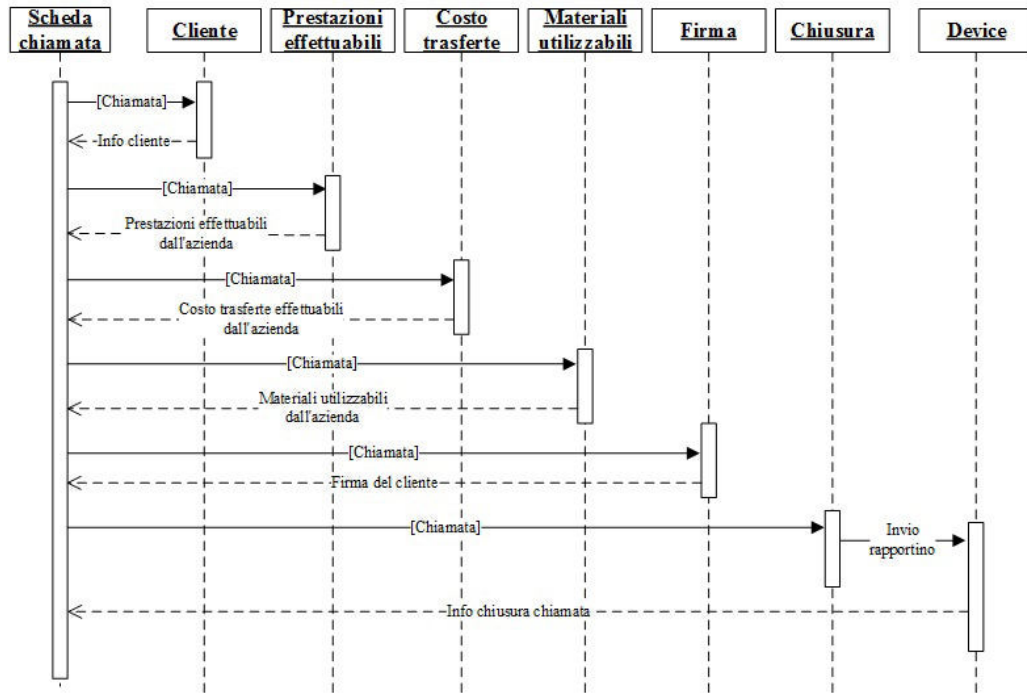 Scheda
chiamata
Cliente
Prestazioni
effettuabili
Costo
trasferte
Materiali
utilizzabili
Firma
Chiusura
Device
[Chiamata]
Info cliente
[Chiamata]
Prestazioni effettuabili
dall'azienda
[Chiamata]
Costo trasferte effettuabili
dall'azienda
[Chiamata]
Materiali utilizzabili
dall'azienda
[Chiamata]
Firma del cliente
[Chiamata]
Invio
rapportino
Info chiusura chiamata